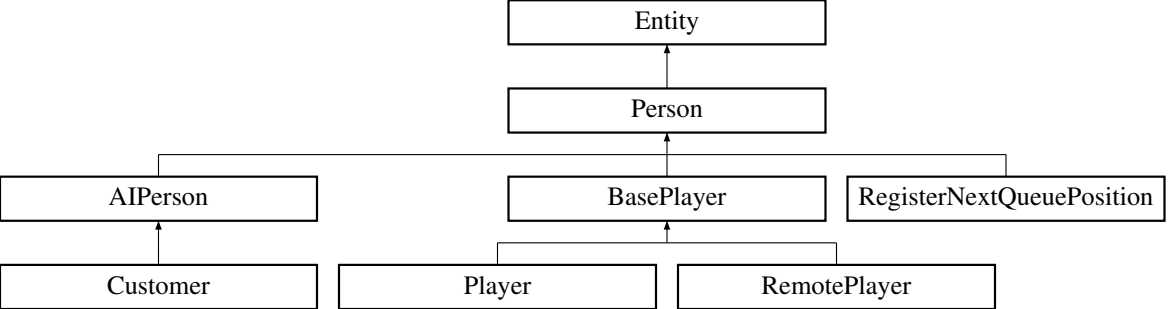 Entity
Person
AIPerson
BasePlayer
RegisterNextQueuePosition
Customer
Player
RemotePlayer